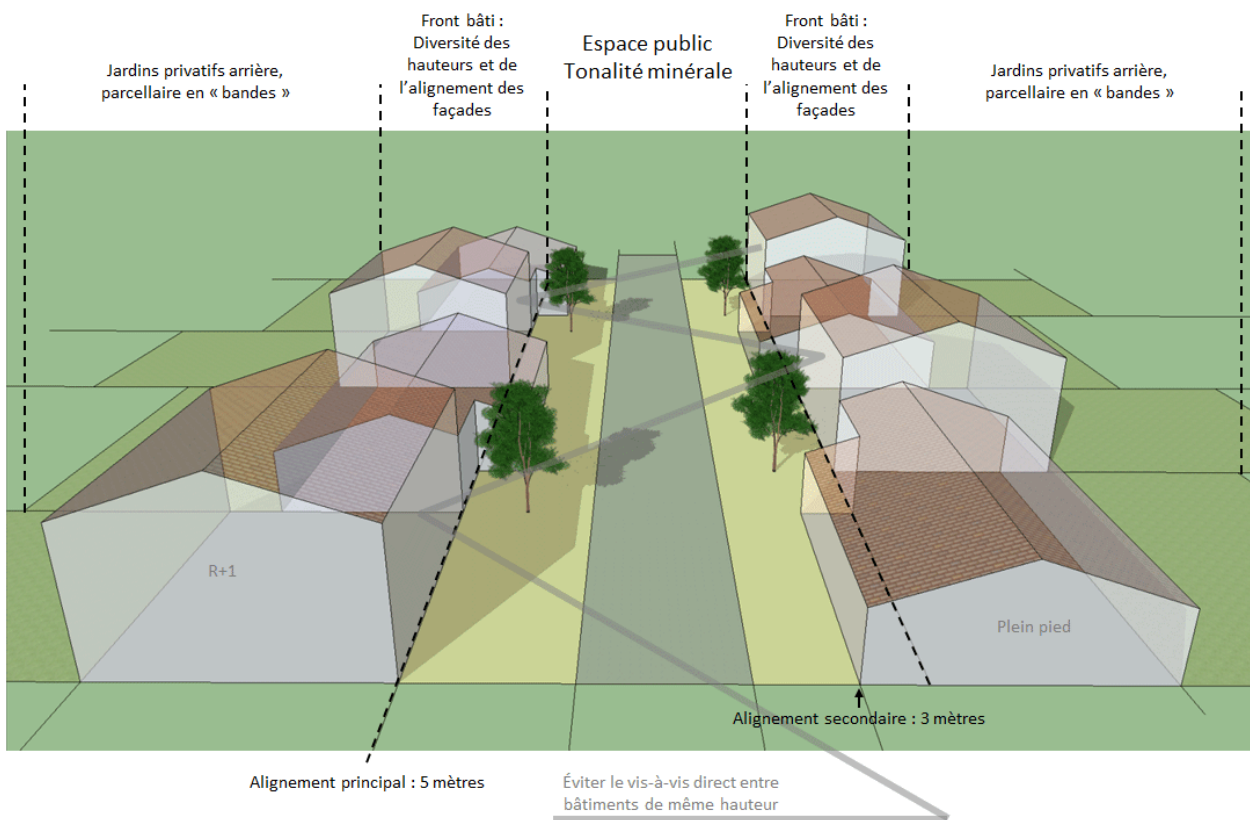 Jardins privatifs arrière,
parcellaire en « bandes »
Front bâti :
Diversité des
hauteurs et de
l’alignement des
façades
Espace public
Tonalité minérale
Front bâti :
Diversité des
hauteurs et de
l’alignement des
façades
Jardins privatifs arrière,
parcellaire en « bandes »
R+1
Plein pied
Alignement secondaire : 3 mètres
Alignement principal : 5 mètres
Éviter le vis-à-vis direct entre
bâtiments de même hauteur